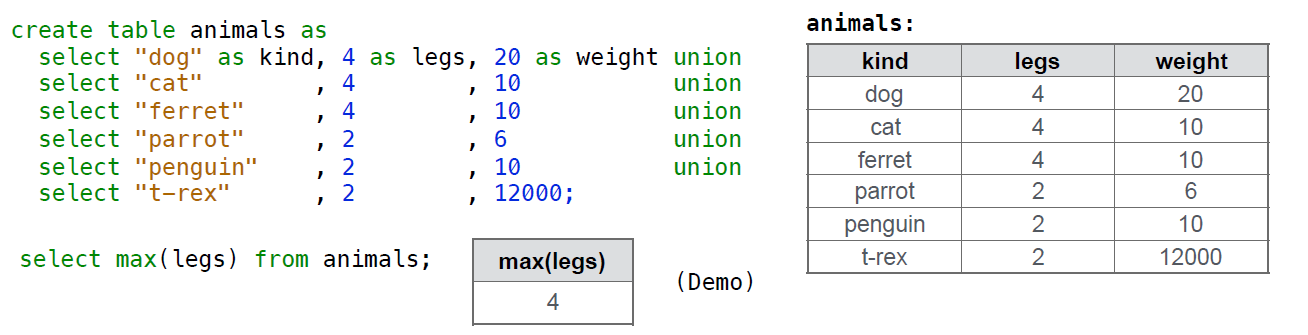 create table animals as
select "dog" as kind, 4 as legs, 20 as weight union
select "cat" , 4 , 10 union
select "ferret" , 4 , 10 union
select "parrot" , 2 , 6 union
select "penguin" , 2 , 10 union
select "t-rex" , 2 , 12000;
select max(legs) from animals;
max(legs)
4
(Demo)
animals:
kind legs weight
dog 4 20
cat 4 10
ferret 4 10
parrot 2 6
penguin 2 10
t-rex 2 12000